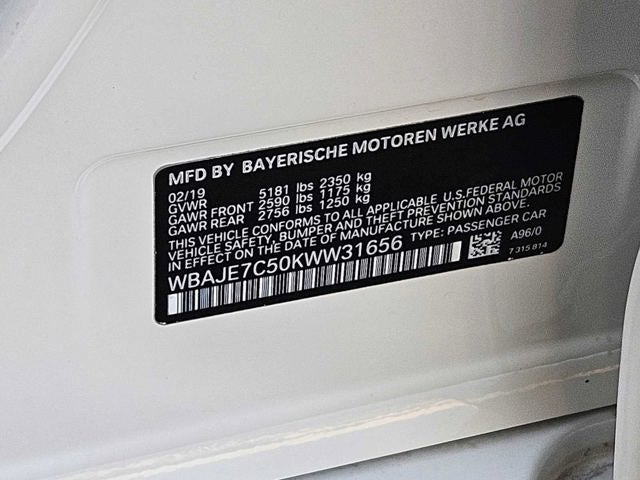 MFD BY BAYERISCHE MOTOREN WERKE AG
02/19
GVWR 5181 lbs 2350 kg
GAWR FRONT 2590 lbs 1175 kg
GAWR REAR 2756 lbs 1250 kg
THIS VEHICLE CONFORMS TO ALL APPLICABLE U.S.FEDERAL MOTOR
VEHICLE SAFETY, BUMPER AND THEFT PREVENTION STANDARDS
IN EFFECT ON THE DATE OF MANUFACTURE SHOWN ABOVE.
WBAJE7C50KWW31656 TYPE: PASSENGER CAR
A96/0
7 315 814